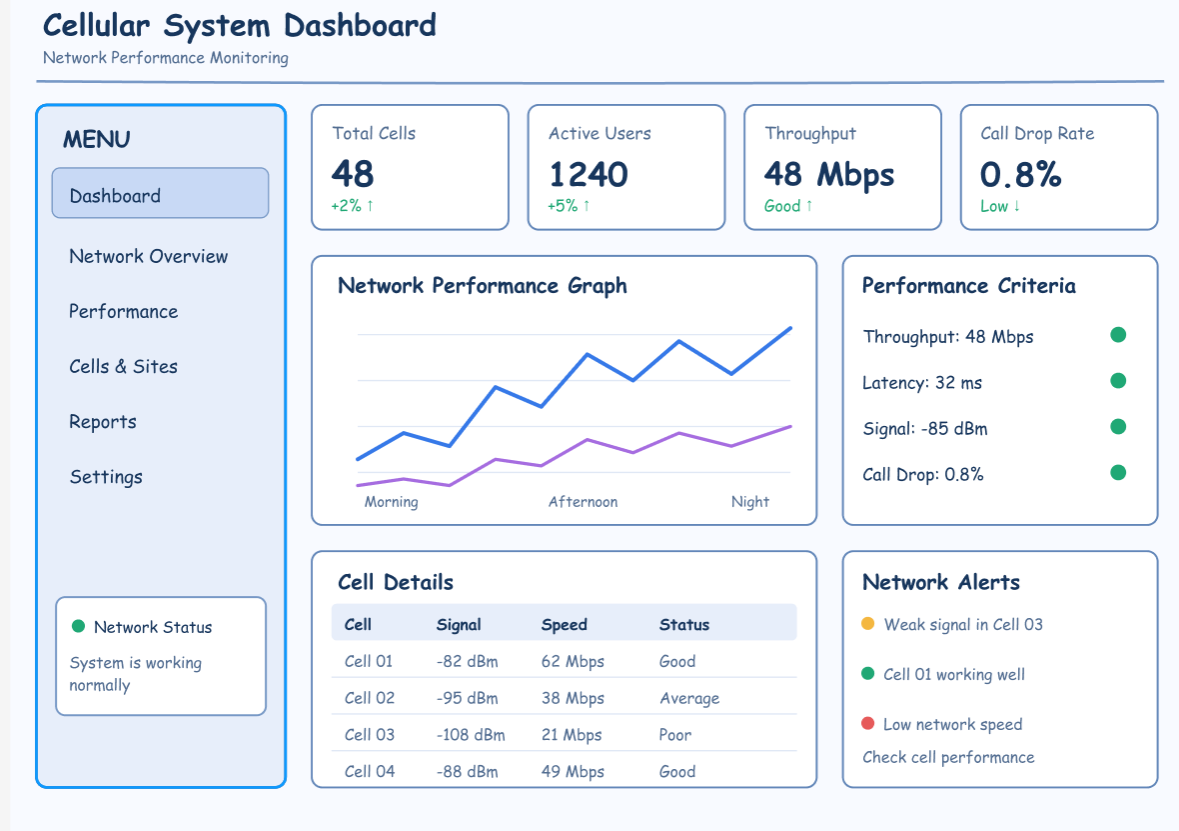 Cellular System Dashboard
Network Performance Monitoring
MENU
Dashboard
Network Overview
Performance
Cells & Sites
Reports
Settings
Network Status
System is working
normally
Total Cells
48
+2% ↑
Active Users
1240
+5% ↑
Throughput
48 Mbps
Good ↑
Call Drop Rate
0.8%
Low ↓
Network Performance Graph
Morning Afternoon Night
Performance Criteria
Throughput: 48 Mbps
Latency: 32 ms
Signal: -85 dBm
Call Drop: 0.8%
Cell Details
Cell Signal Speed Status
Cell 01 -82 dBm 62 Mbps Good
Cell 02 -95 dBm 38 Mbps Average
Cell 03 -108 dBm 21 Mbps Poor
Cell 04 -88 dBm 49 Mbps Good
Network Alerts
Weak signal in Cell 03
Cell 01 working well
Low network speed
Check cell performance